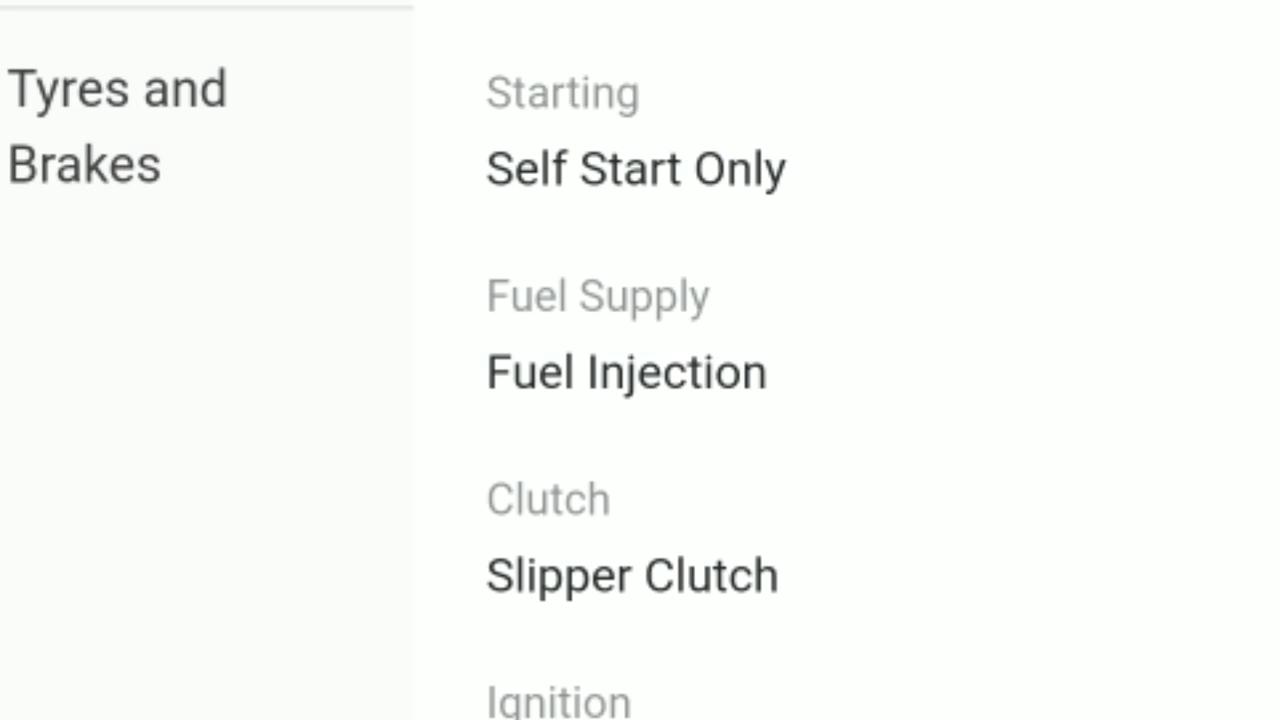 Tyres and
Brakes
Starting
Self Start Only
Fuel Supply
Fuel Injection
Clutch
Slipper Clutch
Ignition